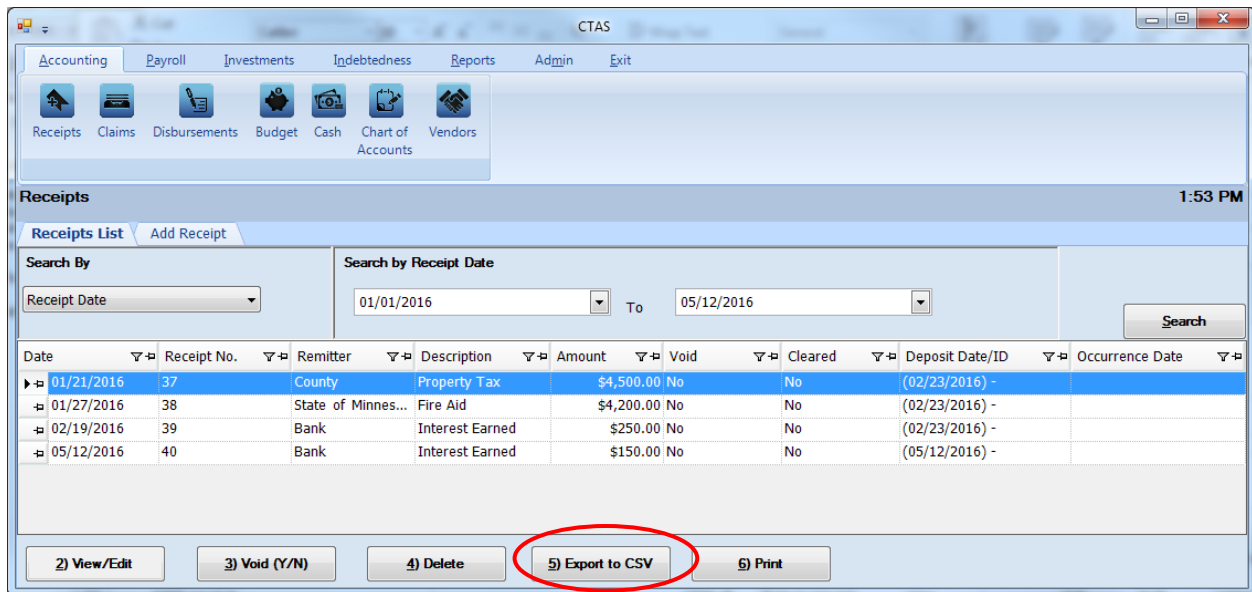 CTAS
Accounting Payroll Investments Indebtedness Reports Admin Exit
Receipts Claims Disbursements Budget Cash Chart of Accounts Vendors
Receipts 1:53 PM
Receipts List Add Receipt
Search By Search by Receipt Date
Receipt Date 01/01/2016 To 05/12/2016
Search
Date Receipt No. Remitter Description Amount Void Cleared Deposit Date/ID Occurrence Date
01/21/2016 37 County Property Tax $4,500.00 No No (02/23/2016) -
01/27/2016 38 State of Minnes... Fire Aid $4,200.00 No No (02/23/2016) -
02/19/2016 39 Bank Interest Earned $250.00 No No (02/23/2016) -
05/12/2016 40 Bank Interest Earned $150.00 No No (05/12/2016) -
2) View/Edit 3) Void (Y/N) 4) Delete 5) Export to CSV 6) Print